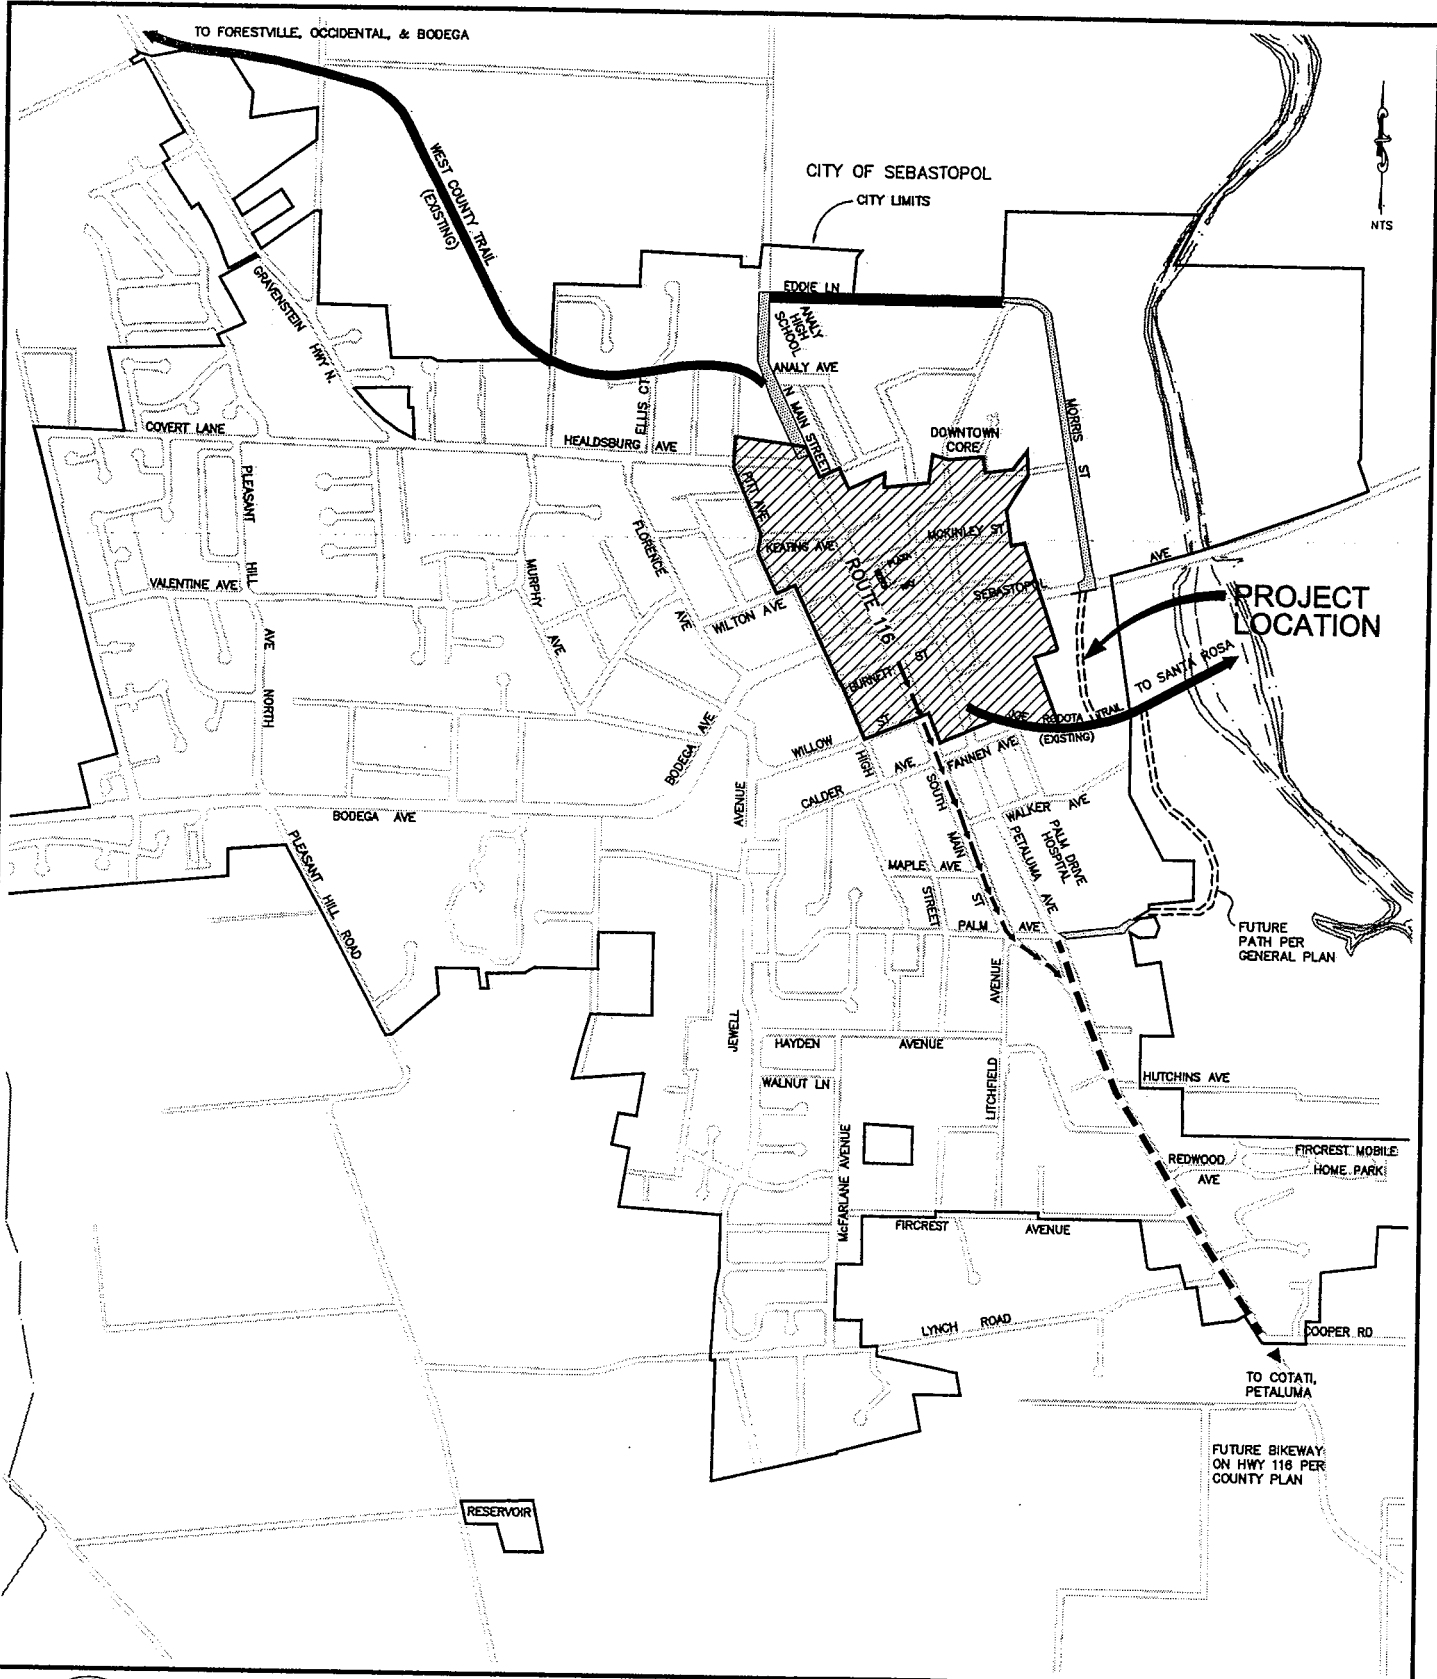 TO FORESTVILLE, OCCIDENTAL, & BODEGA
WEST COUNTY TRAIL
(EXISTING)
CITY OF SEBASTOPOL
CITY LIMITS
NTS
GRAVENSTEIN HWY N.
EDDIE LN
ANALY
HIGH
SCHOOL
ANALY AVE
N MAIN STREET
ELLIS CT
MORRIS ST
COVERT LANE
HEALDSBURG AVE
DOWNTOWN
CORE
PLEASANT HILL AVE NORTH
PITT AVE
FLORENCE AVE
KEATING AVE
MCKINLEY ST
ROUTE 116
MURPHY AVE
VALENTINE AVE
WILTON AVE
SEBASTOPOL AVE
PROJECT
LOCATION
BURNETT ST
TO SANTA ROSA
JOE REDOTA TRAIL
(EXISTING)
BODEGA AVE
WILLOW ST
HIGH STREET
FANNEN AVE
CALDER AVE
SOUTH MAIN ST
WALKER AVE
BODEGA AVE
JEWELL AVENUE
PLEASANT HILL ROAD
MAPLE AVE
PETALUMA AVE
PALM DRIVE
HOSPITAL
PALM AVE
FUTURE
PATH PER
GENERAL PLAN
HAYDEN AVENUE
WALNUT LN
LITCHFIELD AVENUE
HUTCHINS AVE
McFARLANE AVENUE
REDWOOD
AVE
FIRCREST MOBILE
HOME PARK
FIRCREST AVENUE
LYNCH ROAD
COOPER RD
TO COTATI,
PETALUMA
FUTURE BIKEWAY
ON HWY 116 PER
COUNTY PLAN
RESERVOIR